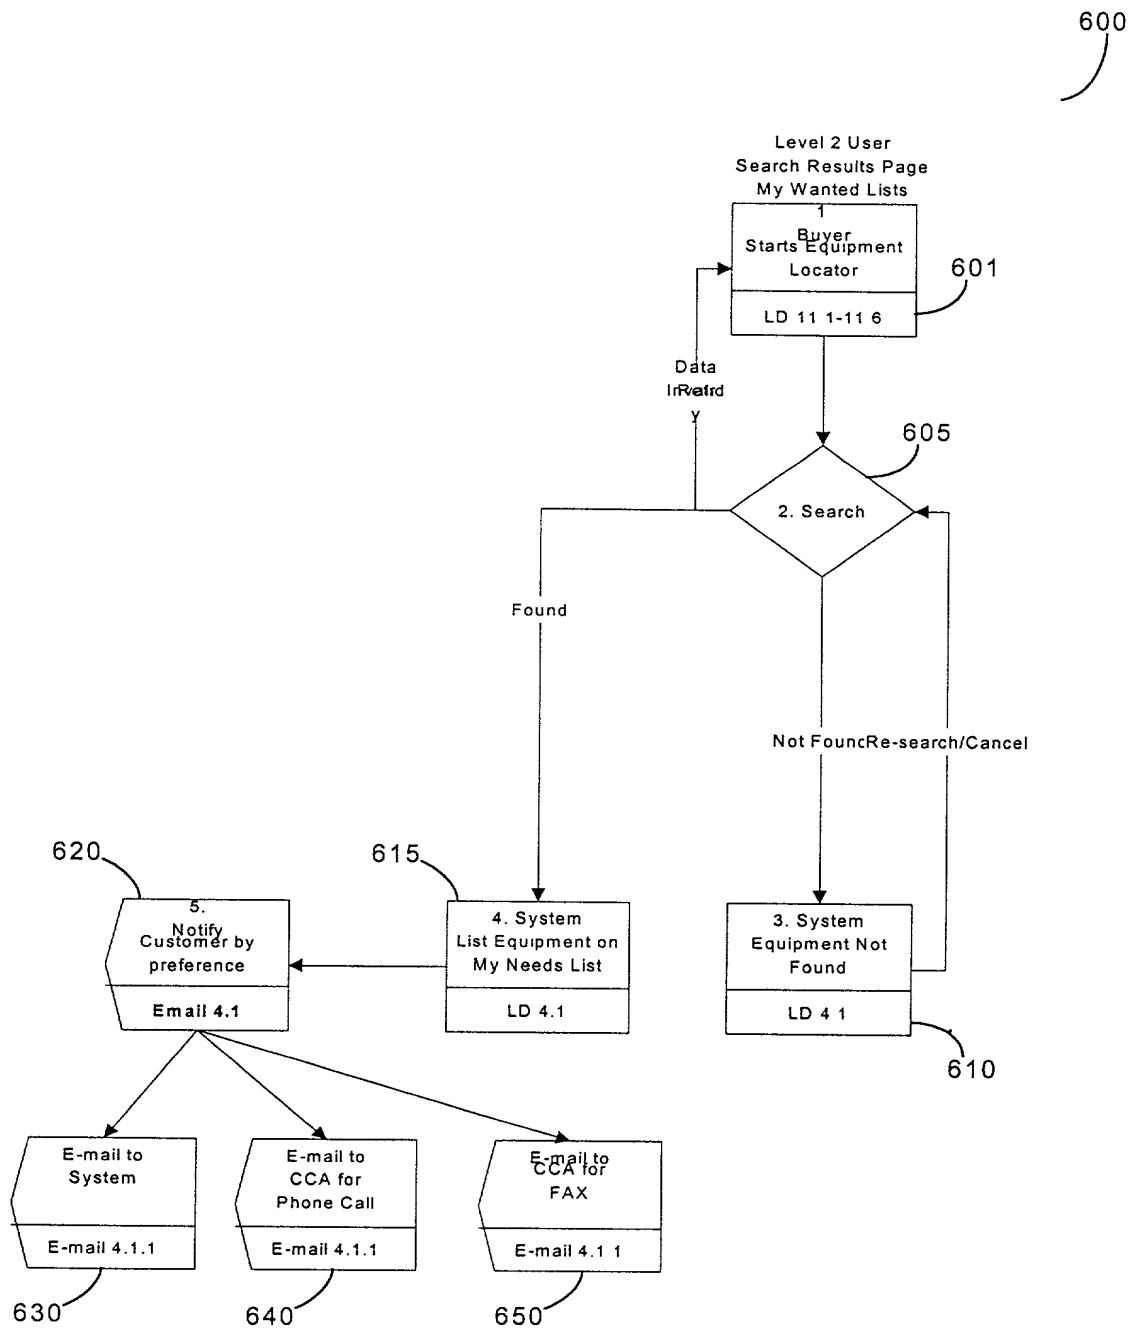 600
Level 2 User
Search Results Page
My Wanted Lists
1
Buyer
Starts Equipment
Locator
LD 11 1-11 6
601
Data
Invalid
y
605
2. Search
Found
Not Found
Re-search/Cancel
620
615
5.
Notify
Customer by
preference
Email 4.1
4. System
List Equipment on
My Needs List
LD 4.1
3. System
Equipment Not
Found
LD 4 1
610
E-mail to
System
E-mail 4.1.1
E-mail to
CCA for
Phone Call
E-mail 4.1.1
E-mail to
CCA for
FAX
E-mail 4.1 1
630
640
650